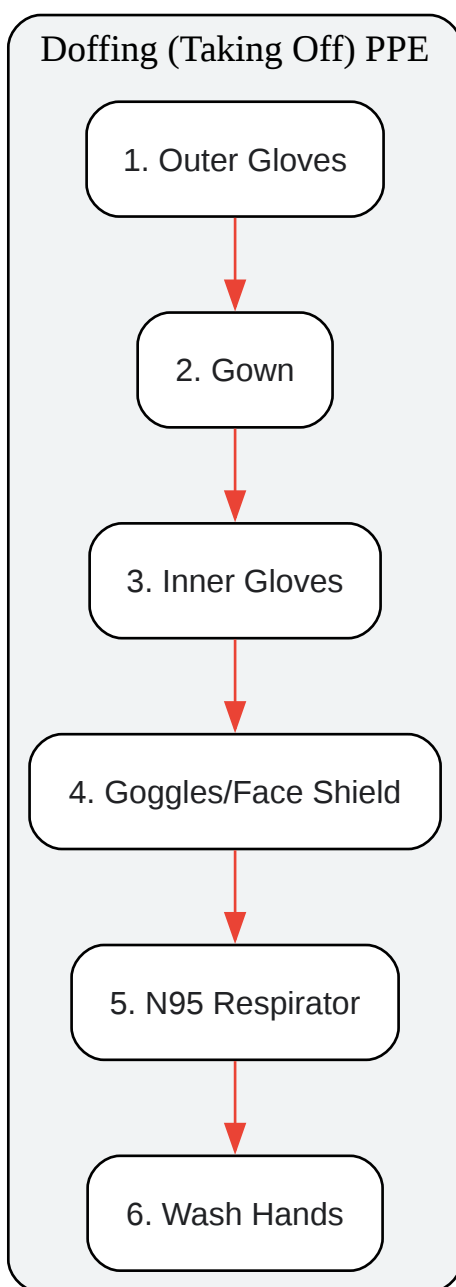 Doffing (Taking Off) PPE
1. Outer Gloves
2. Gown
3. Inner Gloves
4. Goggles/Face Shield
5. N95 Respirator
6. Wash Hands